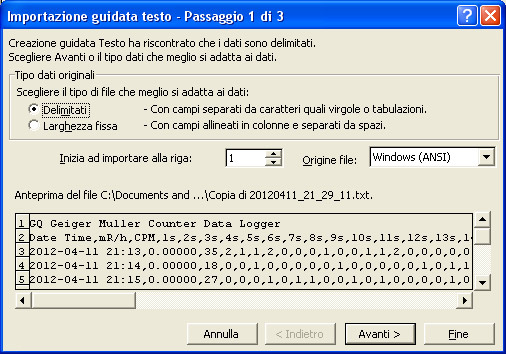 Importazione guidata testo - Passaggio 1 di 3
Creazione guidata Testo ha riscontrato che i dati sono delimitati.
Scegliere Avanti o il tipo dati che meglio si adatta ai dati.
Tipo dati originali
Scegliere il tipo di file che meglio si adatta ai dati:
Delimitati - Con campi separati da caratteri quali virgole o tabulazioni.
Larghezza fissa - Con campi allineati in colonne e separati da spazi.
Inizia ad importare alla riga: 1 Origine file: Windows (ANSI)
Anteprima del file C:\Documents and ...\Copia di 20120411_21_29_11.txt.
1 GQ Geiger Muller Counter Data Logger
2 Date Time,mR/h,CPM,1s,2s,3s,4s,5s,6s,7s,8s,9s,10s,11s,12s,13s,1
3 2012-04-11 21:13,0.00000,35,2,1,1,2,0,0,0,0,1,0,1,1,2,0,0,0,0,0
4 2012-04-11 21:14,0.00000,18,0,0,1,0,1,0,0,0,0,0,0,0,0,1,0,1,1
5 2012-04-11 21:15,0.00000,27,0,0,0,1,0,1,1,0,0,1,0,1,0,0,0,1,0,0
Annulla < Indietro Avanti > Fine